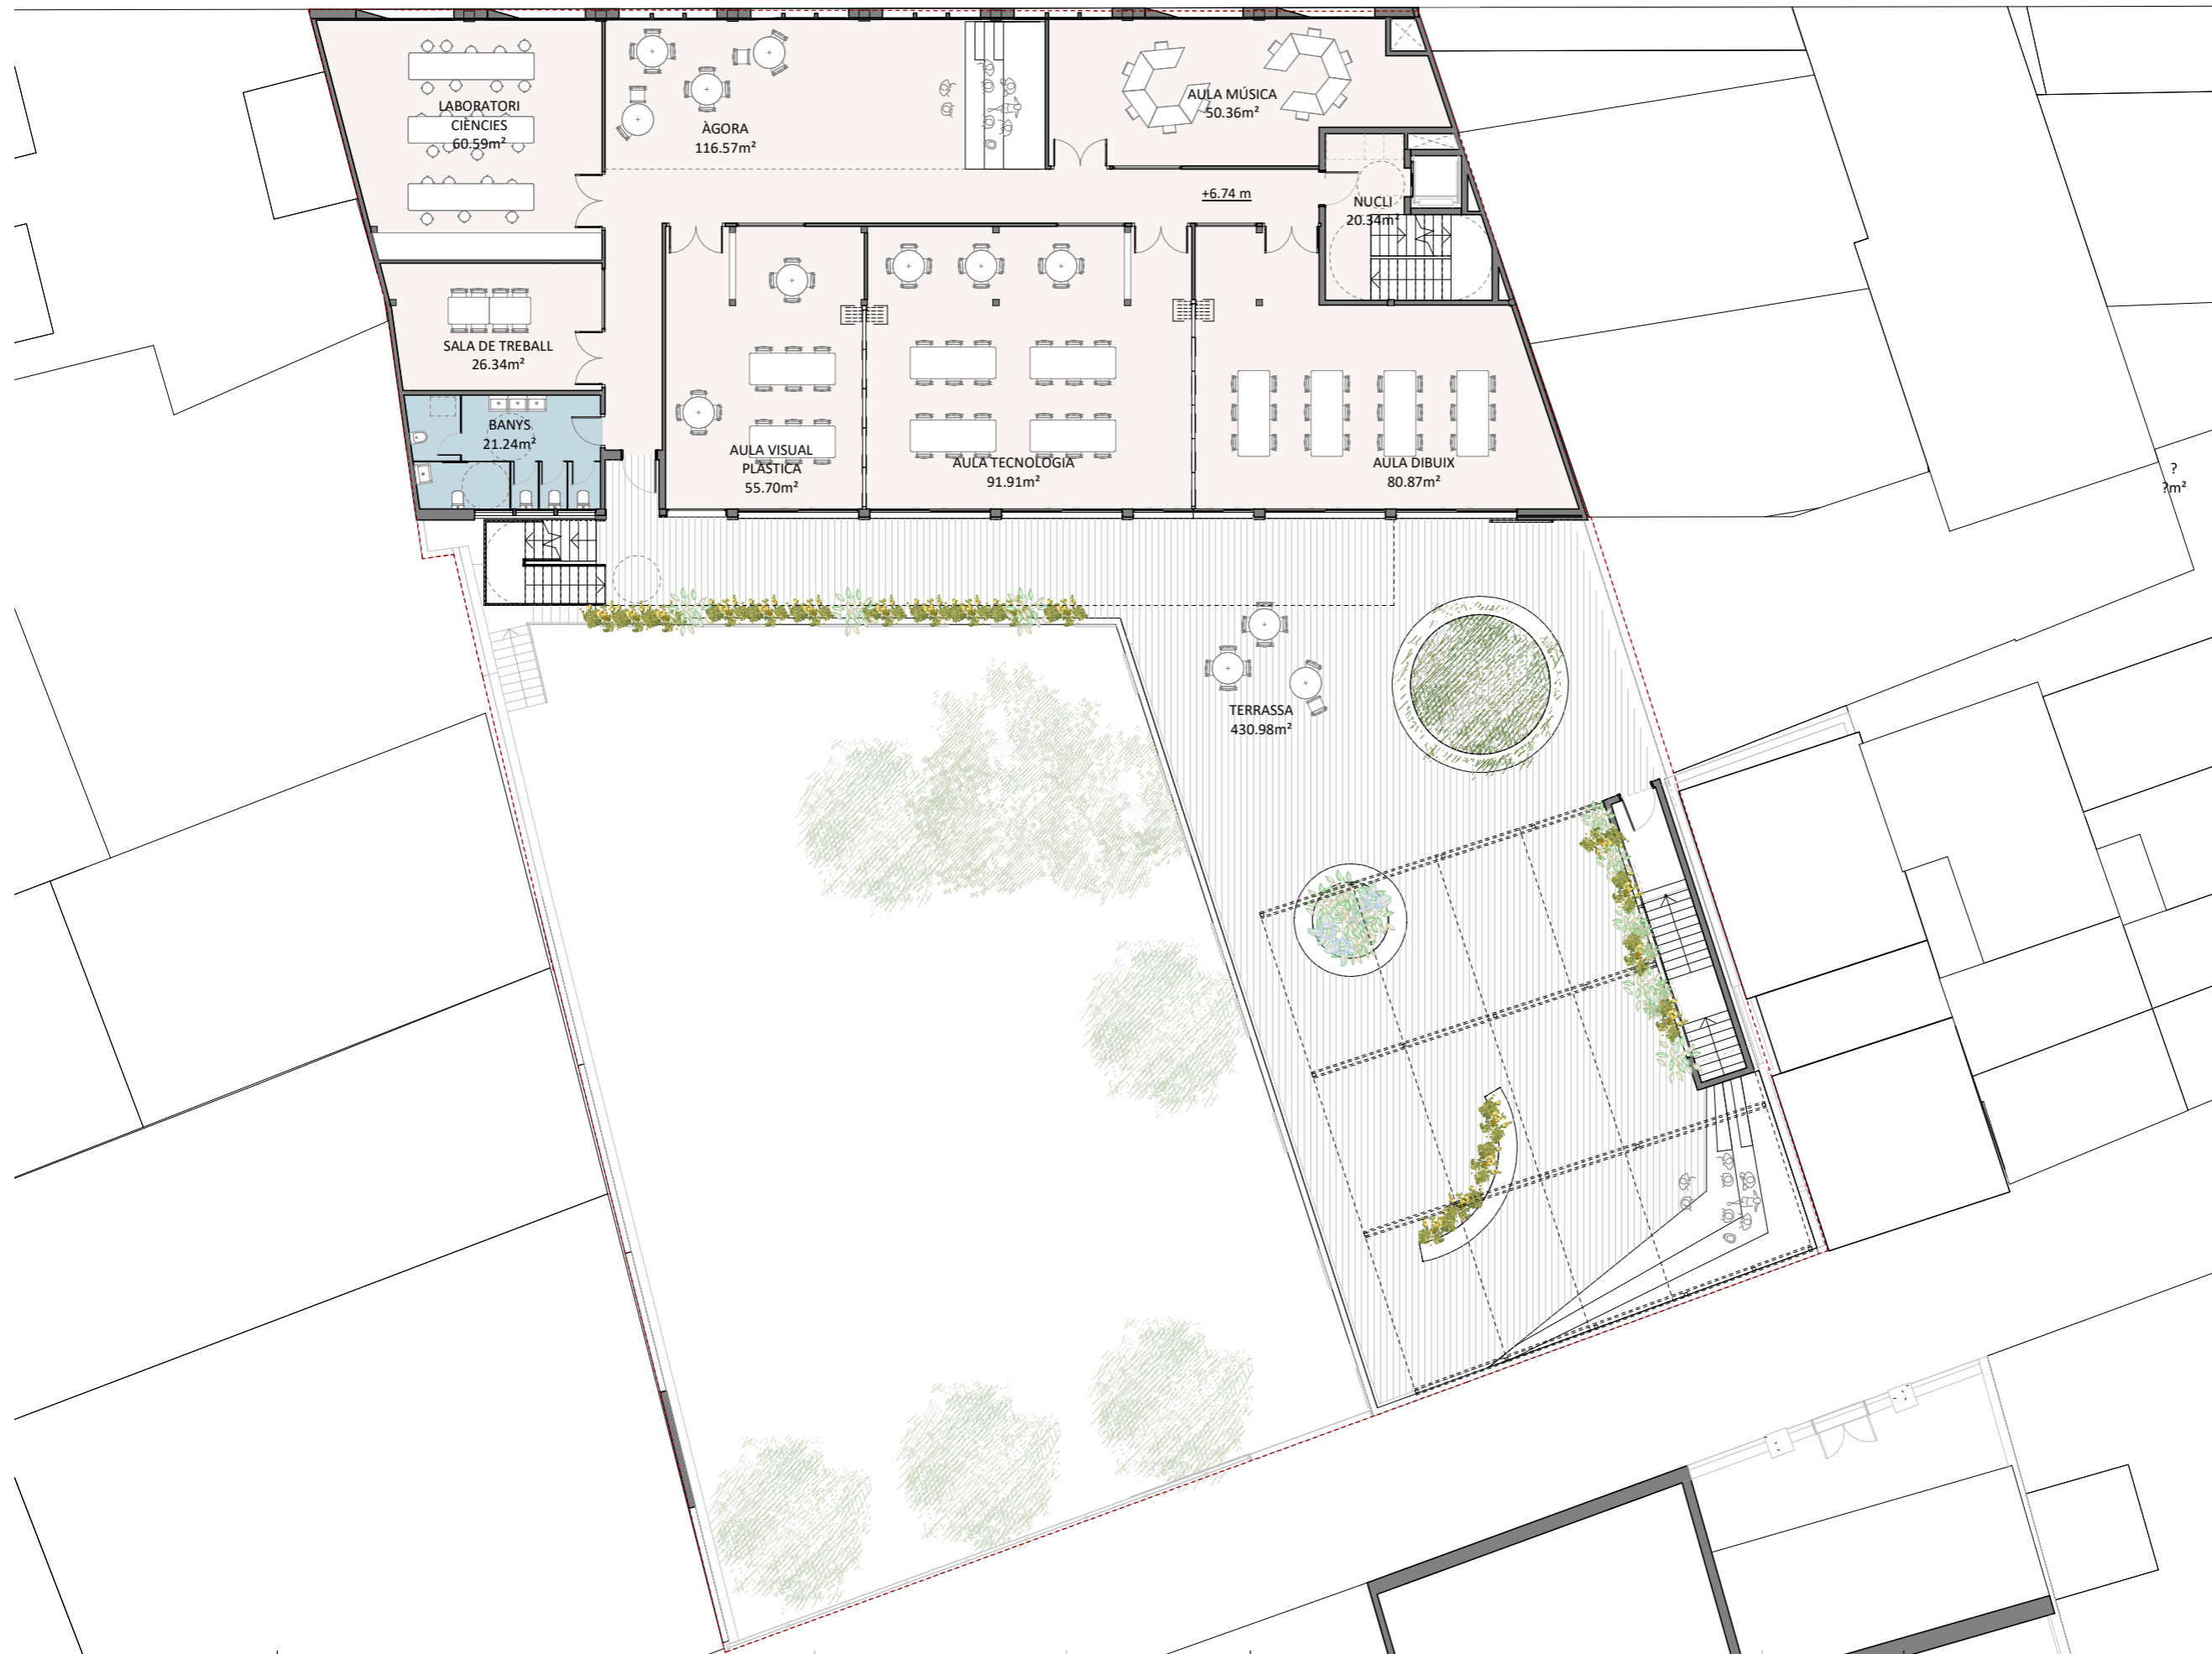 LABORATORI
CIÈNCIES
60.59m²
ÀGORA
116.57m²
AULA MÚSICA
50.36m²
+6.74 m
NUCLI
20.34m²
SALA DE TREBALL
26.34m²
BANYS
21.24m²
AULA VISUAL
PLÀSTICA
55.70m²
AULA TECNOLOGIA
91.91m²
AULA DIBUIX
80.87m²
?
?m²
TERRASSA
430.98m²